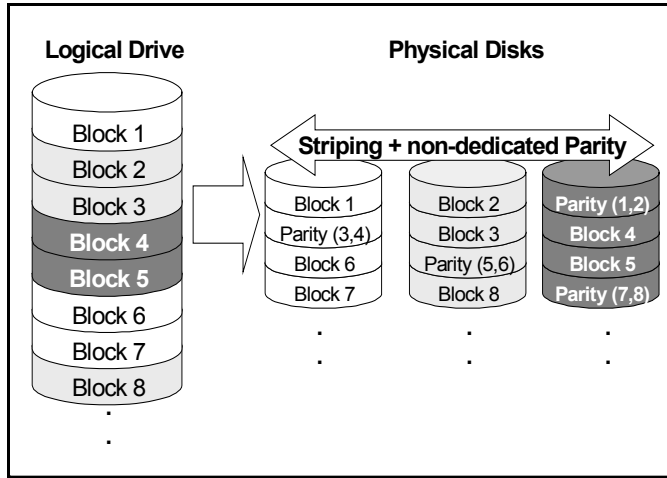 Logical Drive
Physical Disks
Block 1
Block 2
Block 3
Block 4
Block 5
Block 6
Block 7
Block 8
.
.
Striping + non-dedicated Parity
Block 1
Parity (3,4)
Block 6
Block 7
.
.
Block 2
Block 3
Parity (5,6)
Block 8
.
.
Parity (1,2)
Block 4
Block 5
Parity (7,8)
.
.